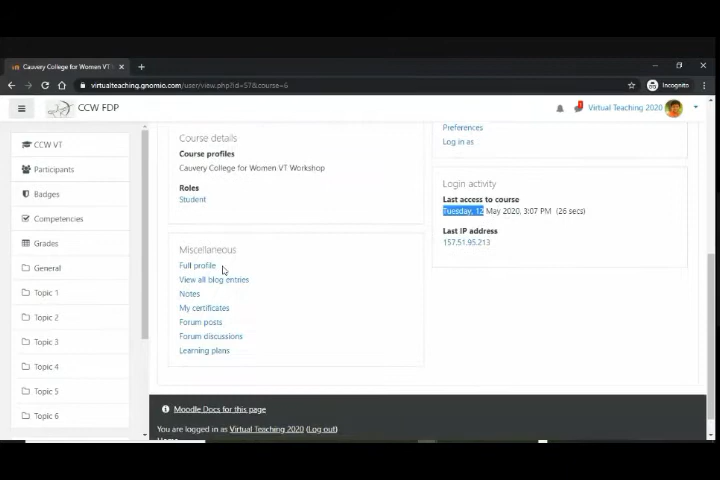 Cauvery College for Women VT
virtualteaching.gnomio.com/user/view.php?id=57&course=6
Incognito
CCW FDP
Virtual Teaching 2020
CCW VT
Participants
Badges
Competencies
Grades
General
Topic 1
Topic 2
Topic 3
Topic 4
Topic 5
Topic 6
Course details
Course profiles
Cauvery College for Women VT Workshop
Roles
Student
Miscellaneous
Full profile
View all blog entries
Notes
My certificates
Forum posts
Forum discussions
Learning plans
Preferences
Log in as
Login activity
Last access to course
Tuesday, 12 May 2020, 3:07 PM (26 secs)
Last IP address
157.51.95.213
Moodle Docs for this page
You are logged in as Virtual Teaching 2020 (Log out)